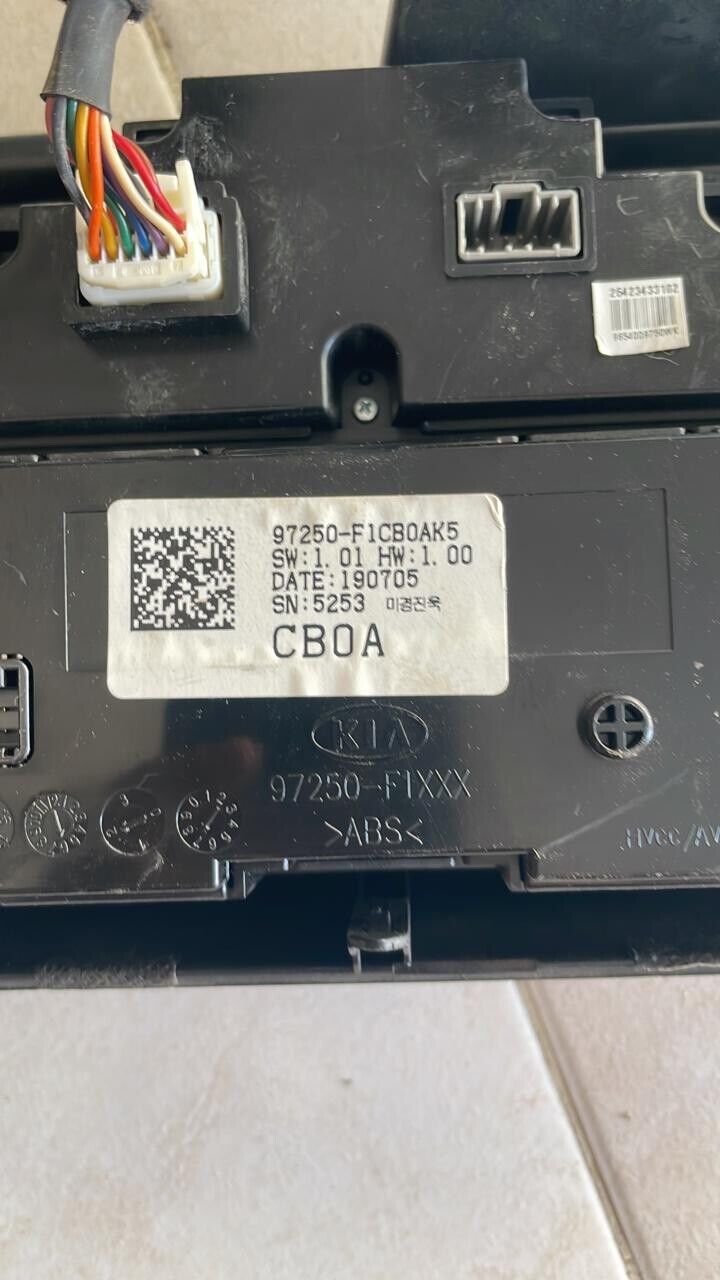 26423433102
97250-F1CB0AK5
SW:1.01 HW:1.00
DATE:190705
SN:5253 미경진욱
CB0A
KIA
97250-F1XXX
>ABS<
HVCC/AV